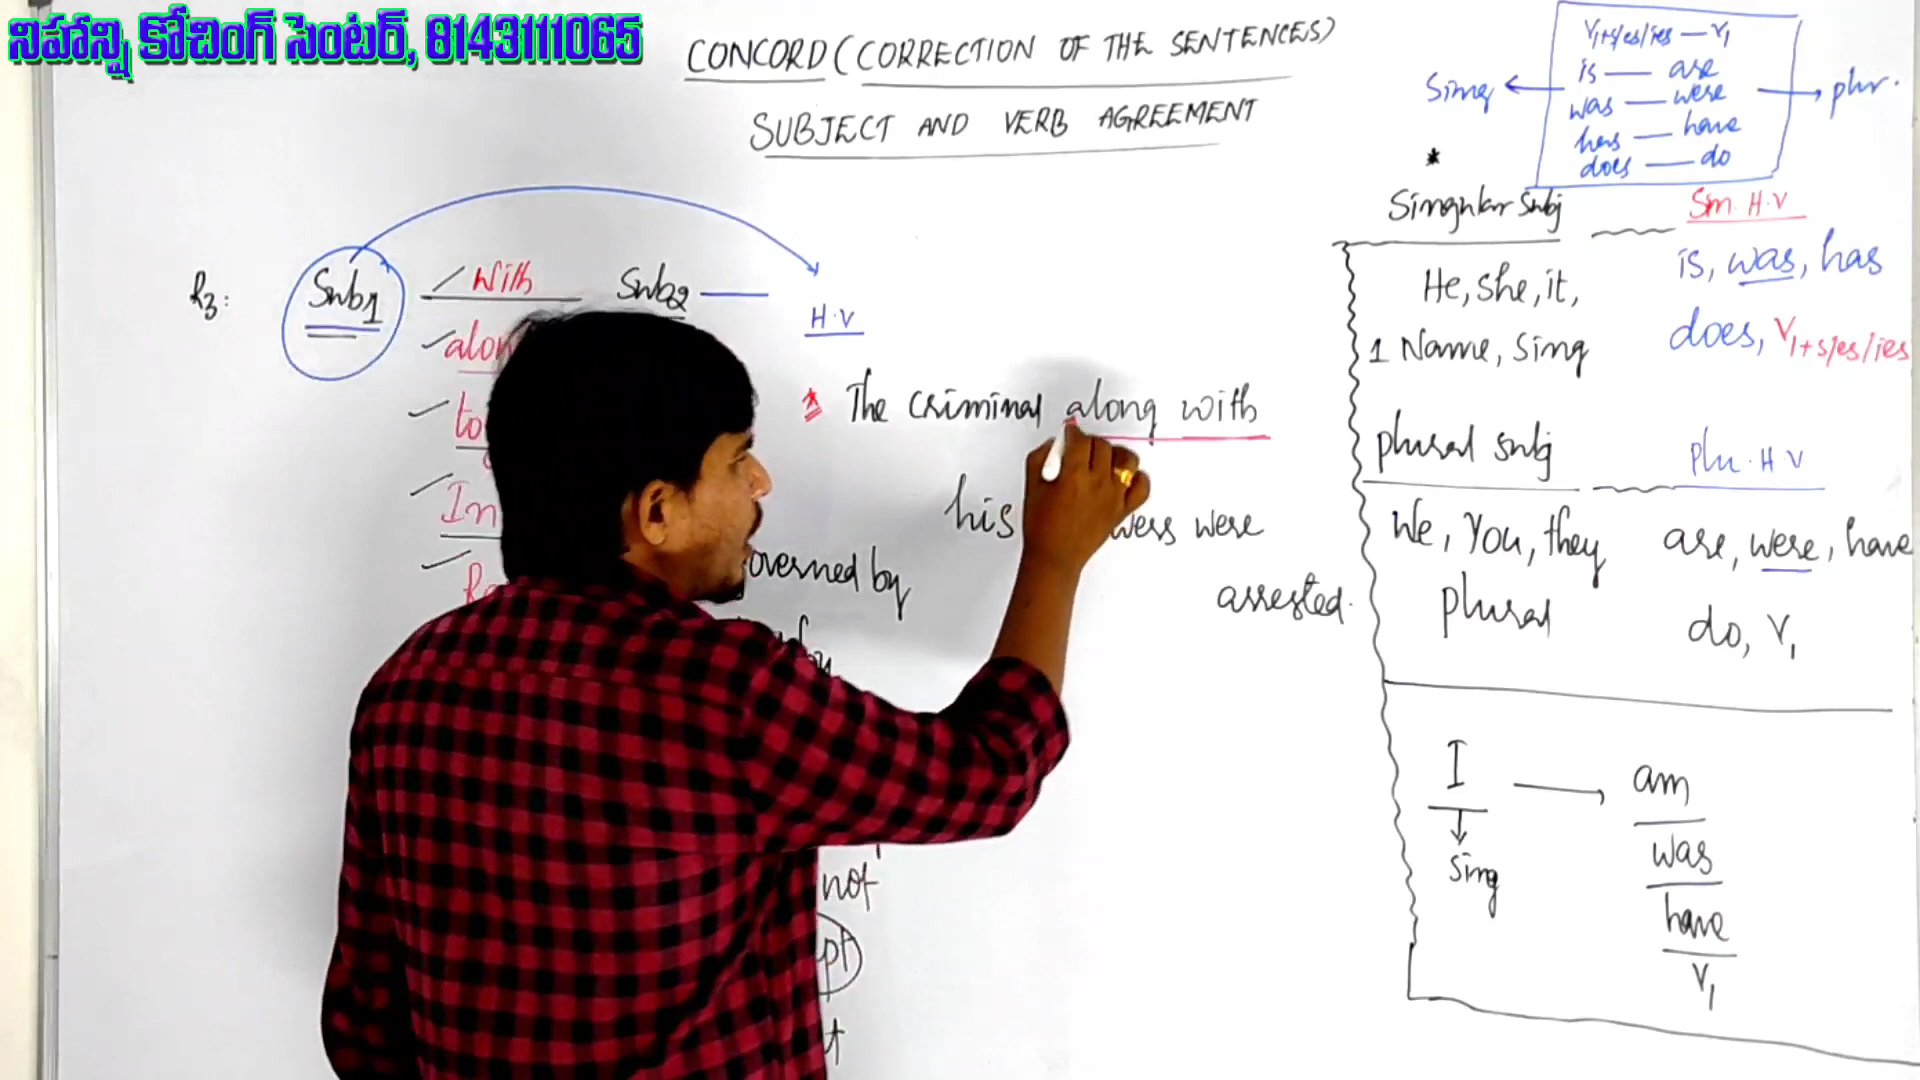 నిహాన్షి కోచింగ్ సెంటర్, 8143111065
CONCORD (CORRECTION OF THE SENTENCES)
SUBJECT AND VERB AGREEMENT
V1+s/es/ies — V1
is — are
was — were
has — have
does — do
Sing
plur.
*
Singular Subj
Sin. H.V
He, She, it,
1 Name, Sing
is, was, has
does, V1+s/es/ies
plural subj
Plu. H.V
We, You, they
plural
are, were, have
do, V1
I
Sing
am
was
have
V1
R3:
Sub1
with
Sub2
H.V
* The criminal along with
his were
arrested.
overned by
not